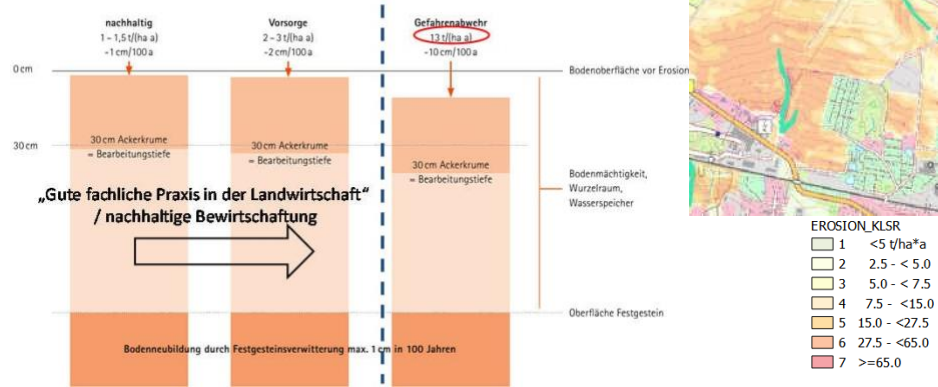 nachhaltig
1 – 1,5 t/(ha a)
-1 cm/100 a
Vorsorge
2 – 3 t/(ha a)
-2 cm/100 a
Gefahrenabwehr
13 t/(ha a)
-10 cm/100 a
0 cm
Bodenoberfläche vor Erosion
30 cm
30 cm Ackerkrume
= Bearbeitungstiefe
30 cm Ackerkrume
= Bearbeitungstiefe
30 cm Ackerkrume
= Bearbeitungstiefe
Bodenmächtigkeit,
Wurzelraum,
Wasserspeicher
„Gute fachliche Praxis in der Landwirtschaft“
/ nachhaltige Bewirtschaftung
Oberfläche Festgestein
Bodenneubildung durch Festgesteinsverwitterung max. 1 cm in 100 Jahren
EROSION_KLSR
1 <5 t/ha*a
2 2.5 - < 5.0
3 5.0 - < 7.5
4 7.5 - <15.0
5 15.0 - <27.5
6 27.5 - <65.0
7 >=65.0